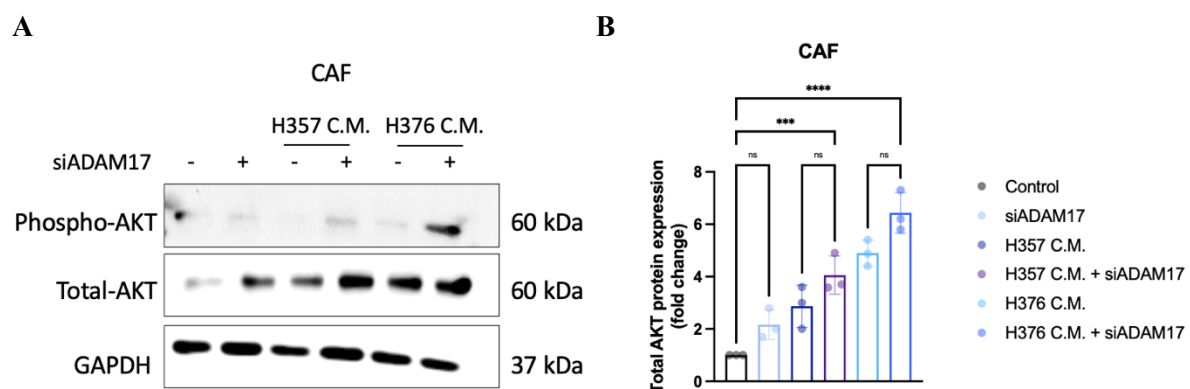 A
CAF
H357 C.M. H376 C.M.
siADAM17 - + - + - +
Phospho-AKT 60 kDa
Total-AKT 60 kDa
GAPDH 37 kDa
B
CAF
****
***
ns ns ns
Total AKT protein expression
(fold change)
8
6
4
2
0
Control
siADAM17
H357 C.M.
H357 C.M. + siADAM17
H376 C.M.
H376 C.M. + siADAM17